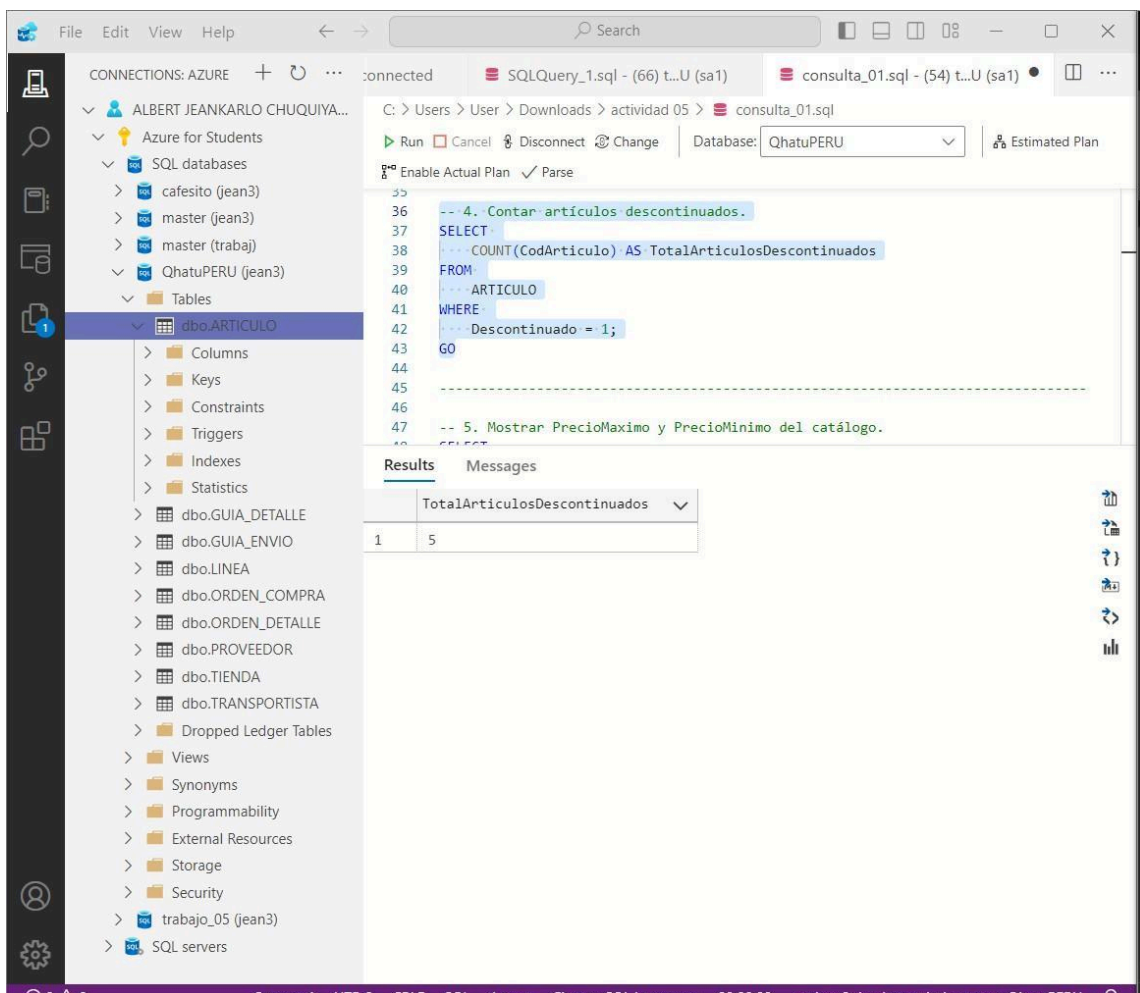 File Edit View Help Search
CONNECTIONS: AZURE
ALBERT JEANKARLO CHUQUIYA...
Azure for Students
SQL databases
cafesito (jean3)
master (jean3)
master (trabaj)
QhatuPERU (jean3)
Tables
dbo.ARTICULO
Columns
Keys
Constraints
Triggers
Indexes
Statistics
dbo.GUIA_DETALLE
dbo.GUIA_ENVIO
dbo.LINEA
dbo.ORDEN_COMPRA
dbo.ORDEN_DETALLE
dbo.PROVEEDOR
dbo.TIENDA
dbo.TRANSPORTISTA
Dropped Ledger Tables
Views
Synonyms
Programmability
External Resources
Storage
Security
trabajo_05 (jean3)
SQL servers
1
connected SQLQuery_1.sql - (66) t...U (sa1) consulta_01.sql - (54) t...U (sa1)
C: > Users > User > Downloads > actividad 05 > consulta_01.sql
Run Cancel Disconnect Change Database: QhatuPERU Estimated Plan
Enable Actual Plan Parse
35
36 -- 4. Contar artículos descontinuados.
37 SELECT
38 COUNT(CodArticulo) AS TotalArticulosDescontinuados
39 FROM
40 ARTICULO
41 WHERE
42 Descontinuado = 1;
43 GO
44
45 --------------------------------------------------------------------------------
46
47 -- 5. Mostrar PrecioMaximo y PrecioMinimo del catálogo.
48 SELECT
Results Messages
TotalArticulosDescontinuados
1 5